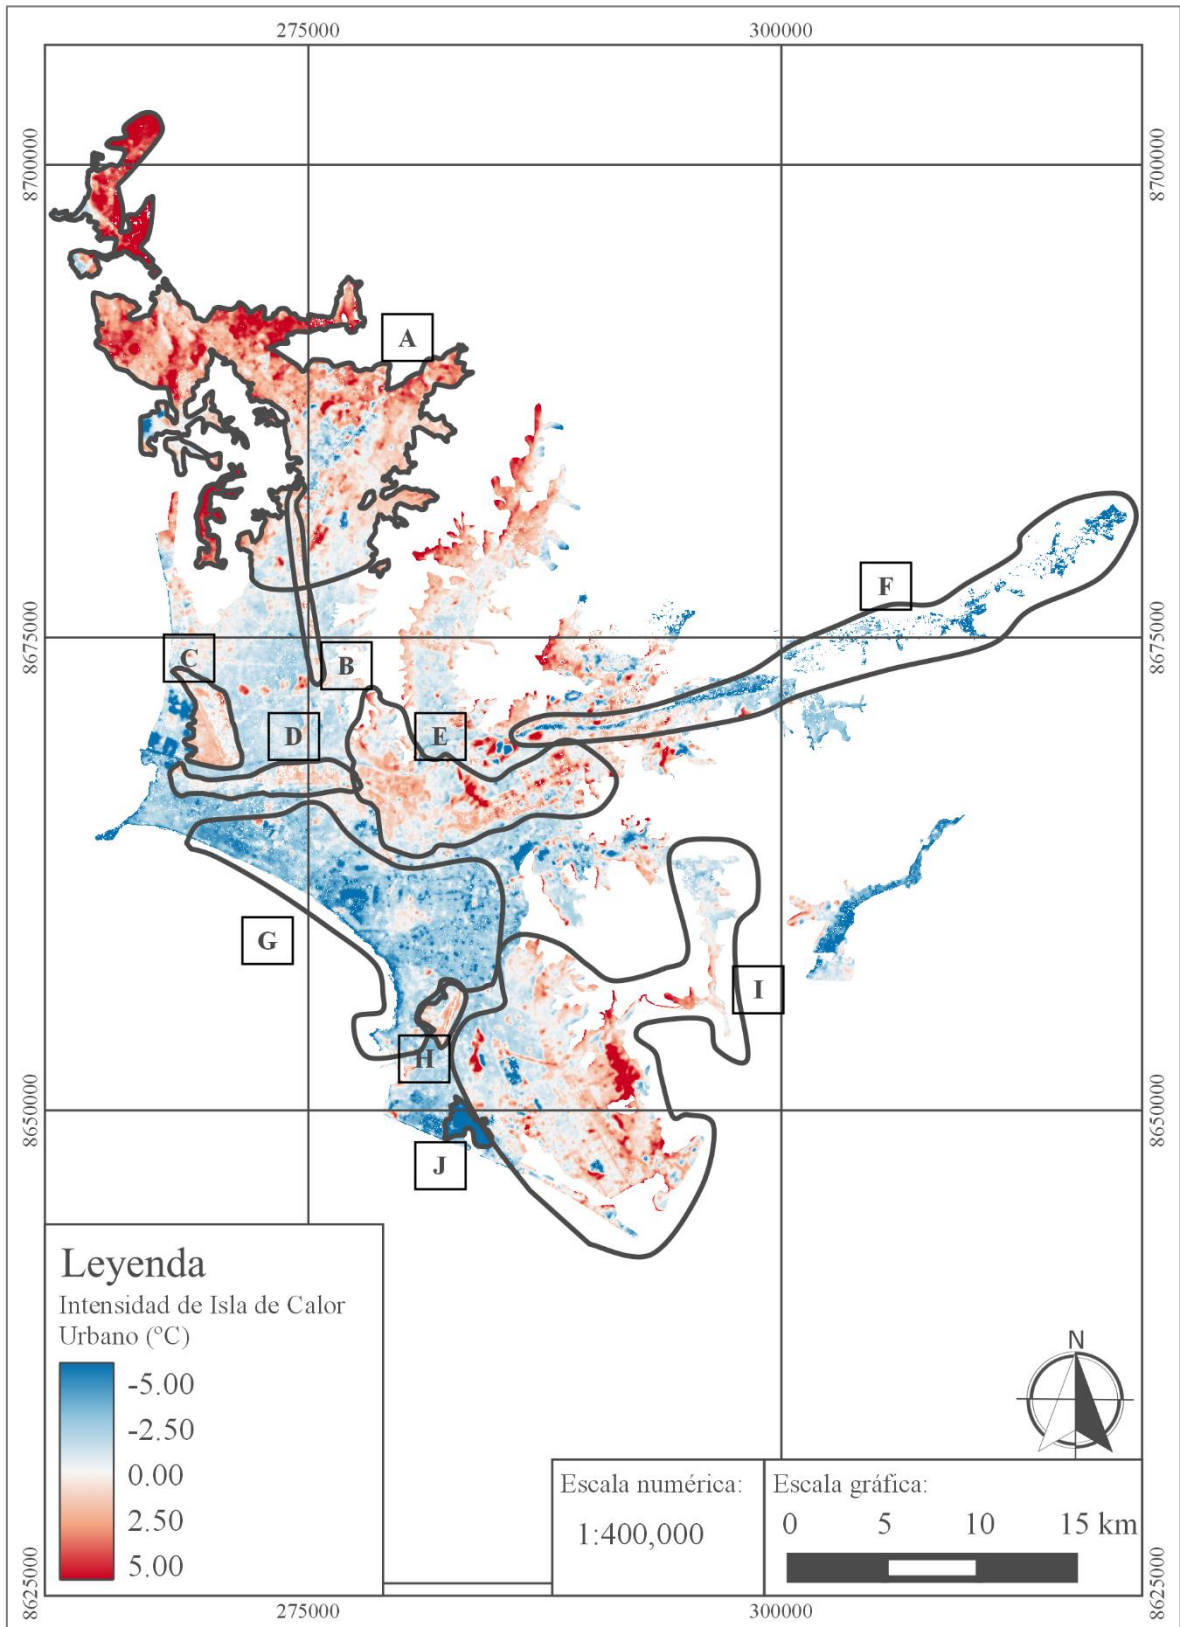 275000
300000
8700000
8700000
A
F
8675000
8675000
C
B
D
E
G
I
H
8650000
8650000
J
Leyenda
Intensidad de Isla de Calor
Urbano (ºC)
-5.00
-2.50
0.00
2.50
5.00
N
Escala numérica:
1:400,000
Escala gráfica:
0 5 10 15 km
8625000
8625000
275000
300000